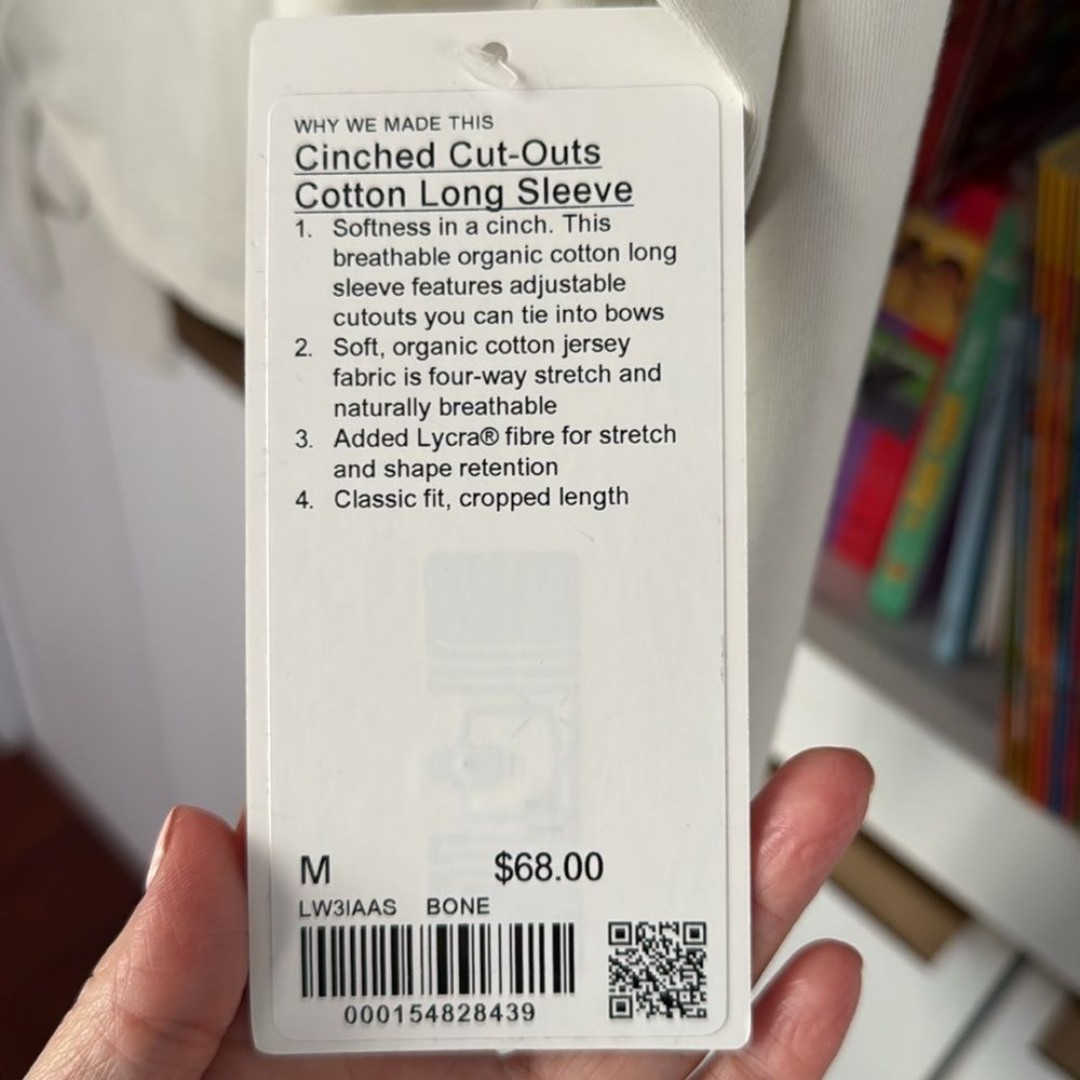 WHY WE MADE THIS
Cinched Cut-Outs
Cotton Long Sleeve
1. Softness in a cinch. This
breathable organic cotton long
sleeve features adjustable
cutouts you can tie into bows
2. Soft, organic cotton jersey
fabric is four-way stretch and
naturally breathable
3. Added Lycra® fibre for stretch
and shape retention
4. Classic fit, cropped length
M $68.00
LW3IAAS BONE
000154828439